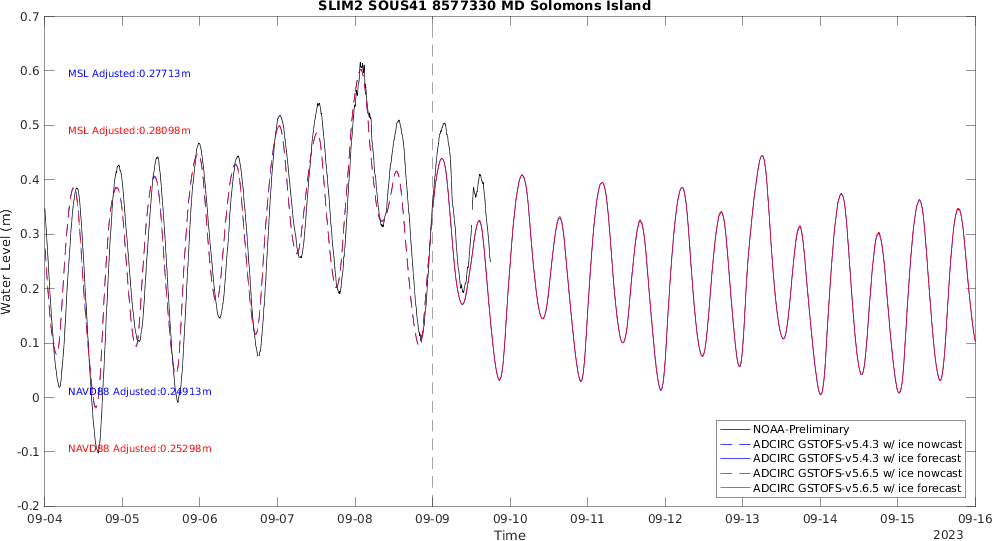 SLIM2 SOUS41 8577330 MD Solomons Island
Water Level (m)
0.7
0.6
0.5
0.4
0.3
0.2
0.1
0
-0.1
-0.2
MSL Adjusted:0.27713m
MSL Adjusted:0.28098m
NAVD88 Adjusted:0.24913m
NAVD88 Adjusted:0.25298m
NOAA-Preliminary
ADCIRC GSTOFS-v5.4.3 w/ ice nowcast
ADCIRC GSTOFS-v5.4.3 w/ ice forecast
ADCIRC GSTOFS-v5.6.5 w/ ice nowcast
ADCIRC GSTOFS-v5.6.5 w/ ice forecast
09-04 09-05 09-06 09-07 09-08 09-09 09-10 09-11 09-12 09-13 09-14 09-15 09-16
Time
2023